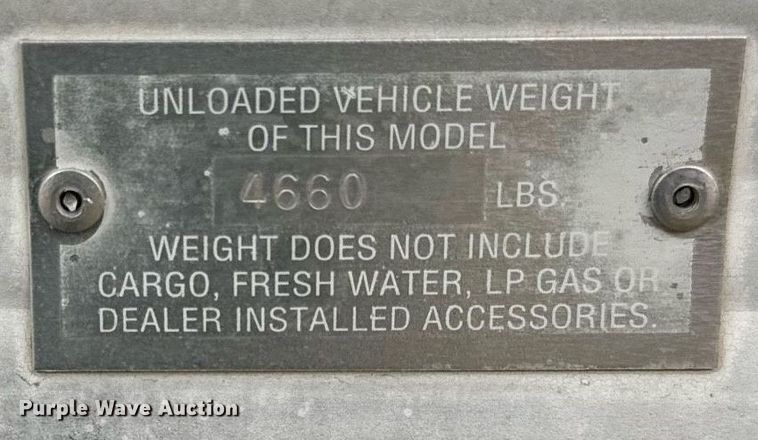 UNLOADED VEHICLE WEIGHT
OF THIS MODEL
4660 LBS.
WEIGHT DOES NOT INCLUDE
CARGO, FRESH WATER, LP GAS OR
DEALER INSTALLED ACCESSORIES.
Purple Wave Auction